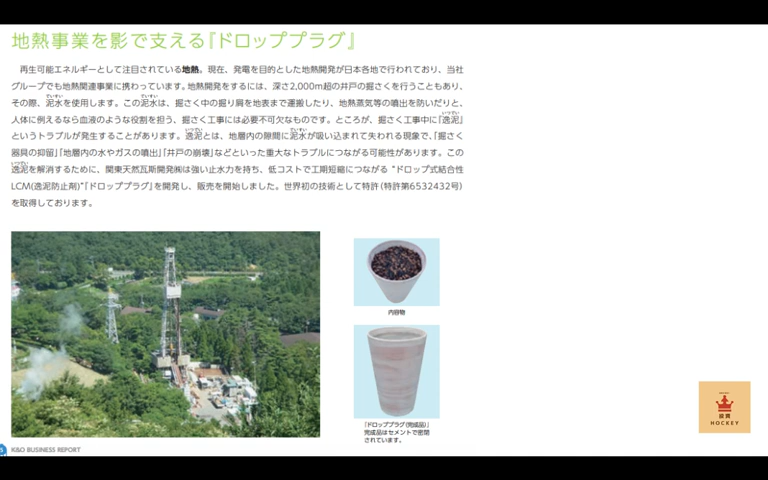 地熱事業を影で支える『ドロッププラグ』
再生可能エネルギーとして注目されている地熱。現在、発電を目的とした地熱開発が日本各地で行われており、当社
グループでも地熱関連事業に携わっています。地熱開発をするには、深さ2,000m超の井戸の掘さくを行うこともあり、
その際、泥水を使用します。この泥水は、掘さく中の掘り屑を地表まで運搬したり、地熱蒸気等の噴出を防いだりと、
人体に例えるなら血液のような役割を担う、掘さく工事には必要不可欠なものです。ところが、掘さく工事中に「逸泥」
というトラブルが発生することがあります。逸泥とは、地層内の隙間に泥水が吸い込まれて失われる現象で、「掘さく
器具の抑留」「地層内の水やガスの噴出」「井戸の崩壊」などといった重大なトラブルにつながる可能性があります。この
逸泥を解消するために、関東天然瓦斯開発㈱は強い止水力を持ち、低コストで工期短縮につながる “ドロップ式結合性
LCM(逸泥防止剤)”「ドロッププラグ」を開発し、販売を開始しました。世界初の技術として特許(特許第6532432号)
を取得しております。
内容物
『ドロッププラグ(完成品)』
完成品はセメントで密閉
されています。
K&O BUSINESS REPORT
投資
HOCKEY